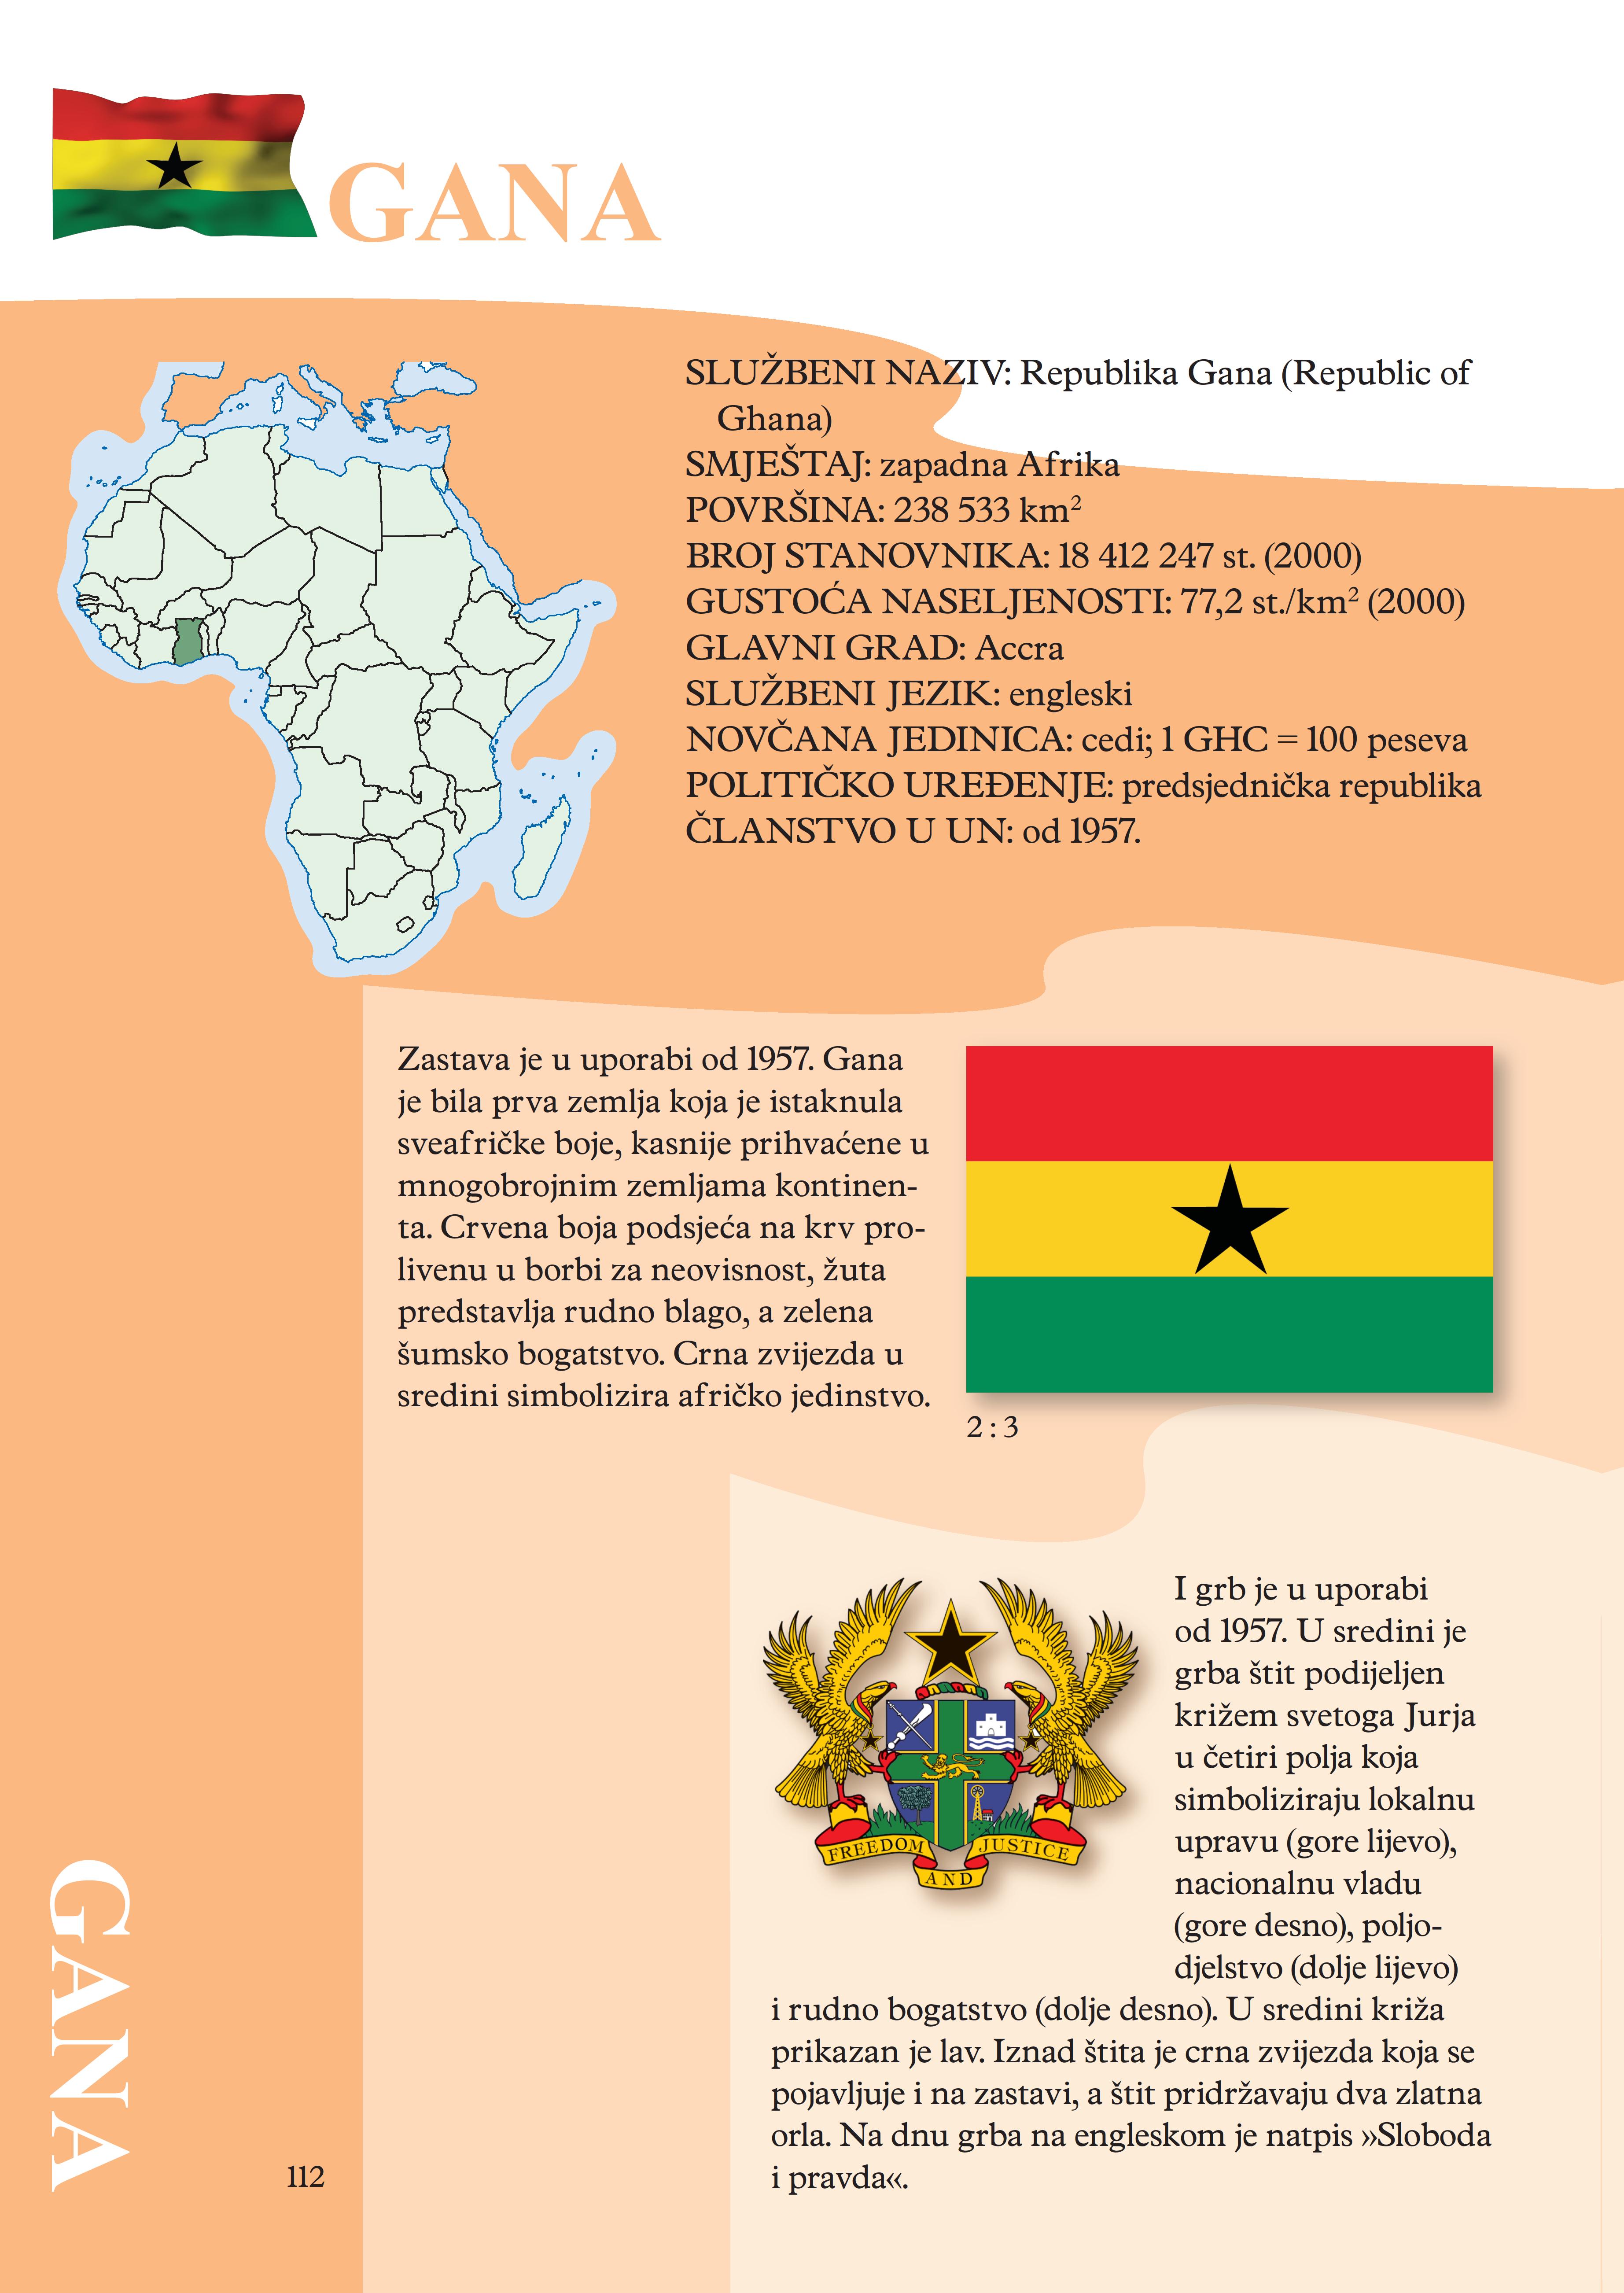 GANA
SLUŽBENI NAZIV: Republika Gana (Republic of
Ghana)
SMJEŠTAJ: zapadna Afrika
POVRŠINA: 238 533 km²
BROJ STANOVNIKA: 18 412 247 st. (2000)
GUSTOĆA NASELJENOSTI: 77,2 st./km² (2000)
GLAVNI GRAD: Accra
SLUŽBENI JEZIK: engleski
NOVČANA JEDINICA: cedi; 1 GHC = 100 peseva
POLITIČKO UREĐENJE: predsjednička republika
ČLANSTVO U UN: od 1957.
Zastava je u uporabi od 1957. Gana
je bila prva zemlja koja je istaknula
sveafričke boje, kasnije prihvaćene u
mnogobrojnim zemljama kontinen-
ta. Crvena boja podsjeća na krv pro-
livenu u borbi za neovisnost, žuta
predstavlja rudno blago, a zelena
šumsko bogatstvo. Crna zvijezda u
sredini simbolizira afričko jedinstvo.
2 : 3
I grb je u uporabi
od 1957. U sredini je
grba štit podijeljen
križem svetoga Jurja
u četiri polja koja
simboliziraju lokalnu
upravu (gore lijevo),
nacionalnu vladu
(gore desno), poljo-
djelstvo (dolje lijevo)
i rudno bogatstvo (dolje desno). U sredini križa
prikazan je lav. Iznad štita je crna zvijezda koja se
pojavljuje i na zastavi, a štit pridržavaju dva zlatna
orla. Na dnu grba na engleskom je natpis »Sloboda
i pravda«.
FREEDOM
AND
JUSTICE
GANA
112